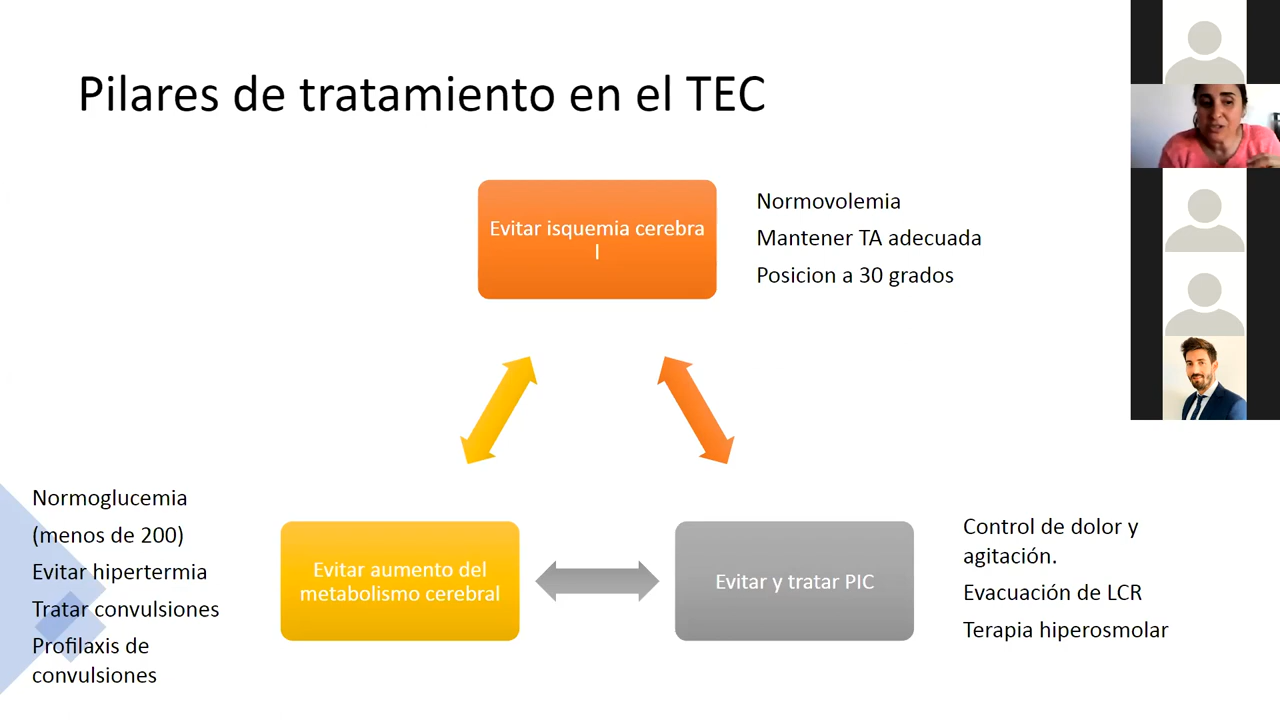 Pilares de tratamiento en el TEC
Evitar isquemia cerebra
l
Normovolemia
Mantener TA adecuada
Posicion a 30 grados
Normoglucemia
(menos de 200)
Evitar hipertermia
Tratar convulsiones
Profilaxis de
convulsiones
Evitar aumento del
metabolismo cerebral
Evitar y tratar PIC
Control de dolor y
agitación.
Evacuación de LCR
Terapia hiperosmolar